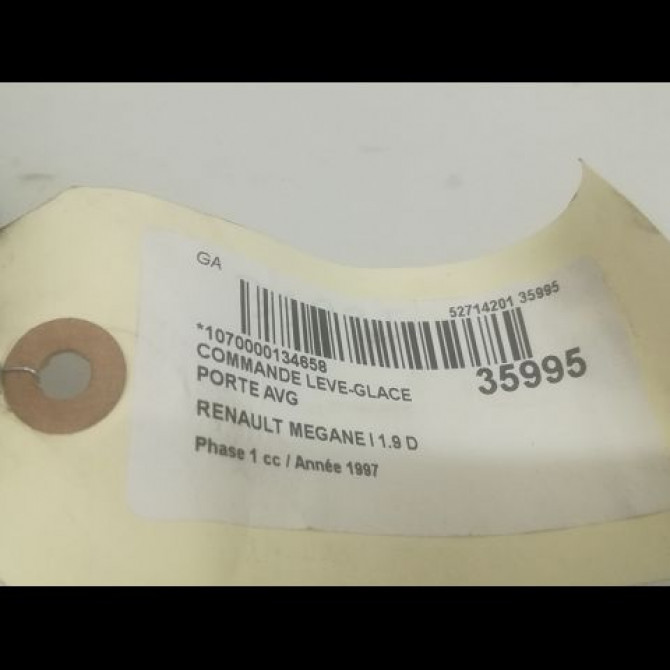 GA
52714201 35995
*1070000134658
35995
COMMANDE LEVE-GLACE
PORTE AVG
RENAULT MEGANE I 1.9 D
Phase 1 cc / Année 1997